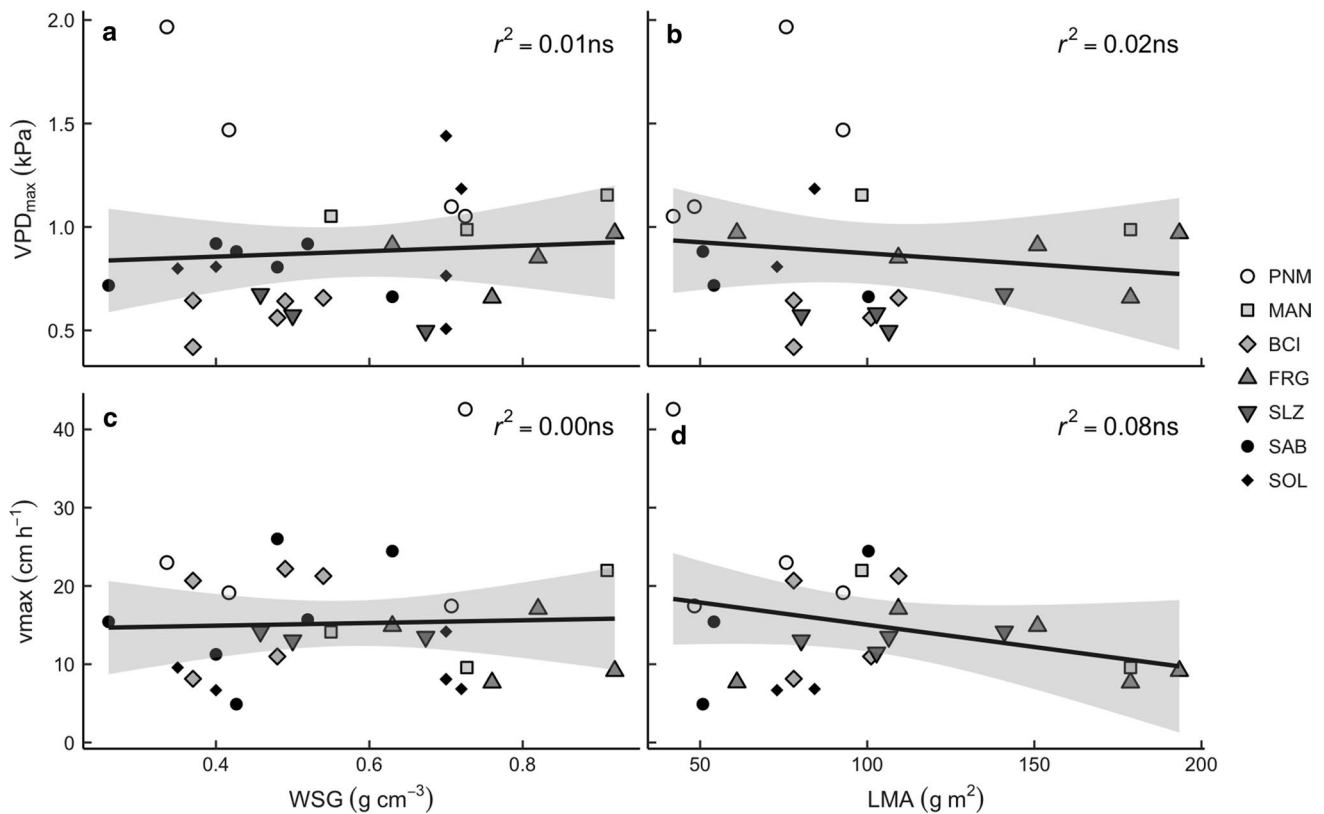 a
r² = 0.01ns
b
r² = 0.02ns
2.0
1.5
1.0
0.5
VPDmax (kPa)
c
r² = 0.00ns
d
r² = 0.08ns
40
30
20
10
0
vmax (cm h⁻¹)
0.4 0.6 0.8
WSG (g cm⁻³)
50 100 150 200
LMA (g m²)
PNM
MAN
BCI
FRG
SLZ
SAB
SOL